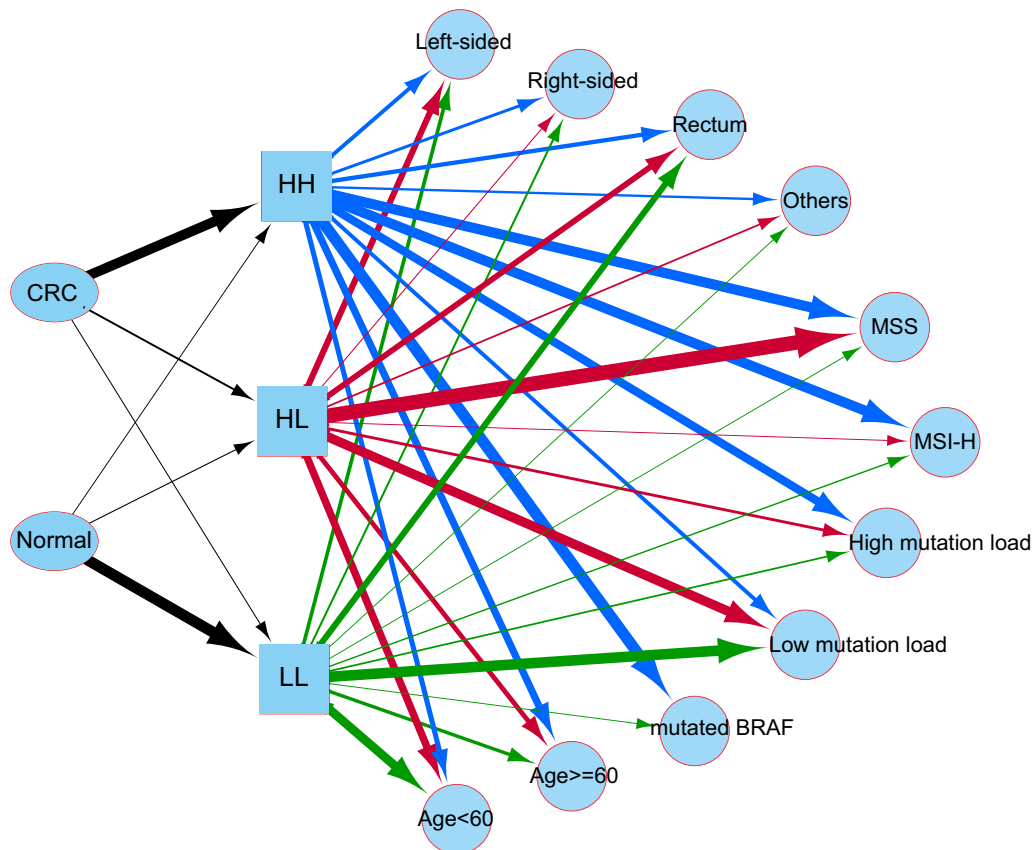 Left-sided
Right-sided
Rectum
HH
Others
CRC
MSS
HL
MSI-H
Normal
High mutation load
Low mutation load
LL
mutated BRAF
Age>=60
Age<60